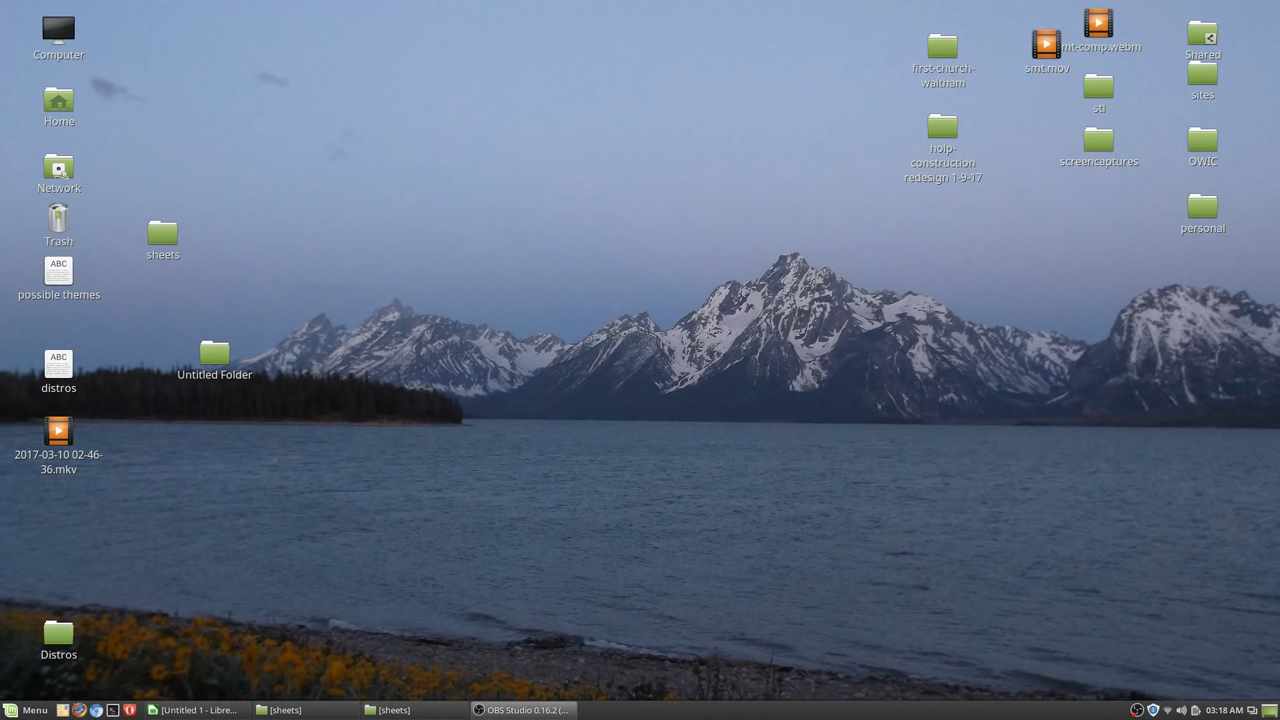 Computer
Home
Network
Trash
ABC
possible themes
ABC
distros
2017-03-10 02-46-
36.mkv
Distros
sheets
Untitled Folder
first-church-
waltham
holp-
construction
redesign 1-9-17
smt.mov
mt-comp.webm
stl
screencaptures
Shared
sites
OWIC
personal
Menu
[Untitled 1 - Libre...
[sheets]
[sheets]
OBS Studio 0.16.2 (...
03:18 AM